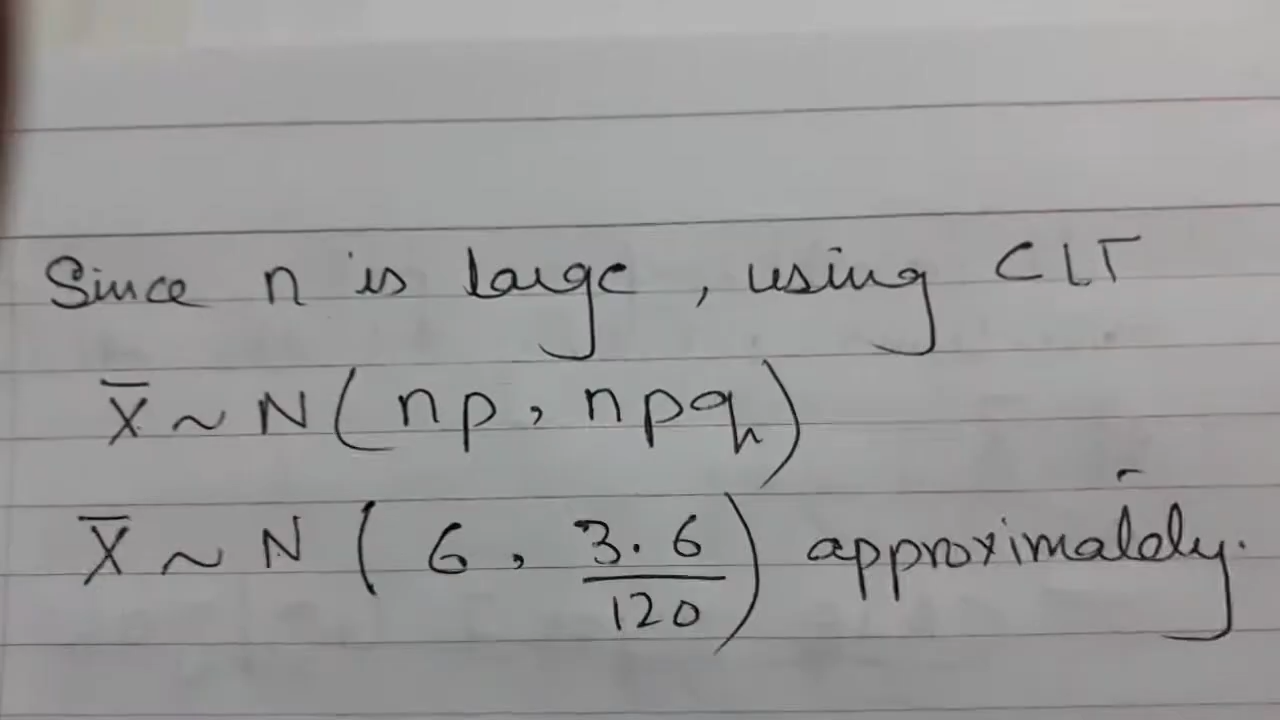 Since n is large, using CLT
X̄ ~ N(np, npq)
X̄ ~ N(6, 3.6/120) approximately.